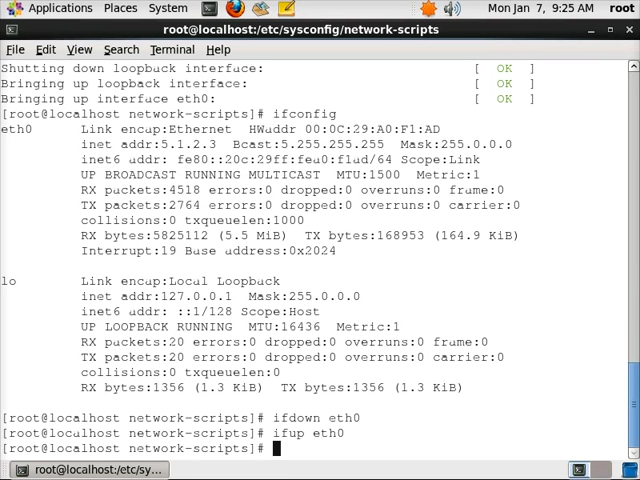 Applications Places System Mon Jan 7, 9:25 AM root
root@localhost:/etc/sysconfig/network-scripts
File Edit View Search Terminal Help
Shutting down loopback interface: [ OK ]
Bringing up loopback interface: [ OK ]
Bringing up interface eth0: [ OK ]
[root@localhost network-scripts]# ifconfig
eth0 Link encap:Ethernet HWaddr 00:0C:29:A0:F1:AD
inet addr:5.1.2.3 Bcast:5.255.255.255 Mask:255.0.0.0
inet6 addr: fe80::20c:29ff:fea0:f1ad/64 Scope:Link
UP BROADCAST RUNNING MULTICAST MTU:1500 Metric:1
RX packets:4518 errors:0 dropped:0 overruns:0 frame:0
TX packets:2764 errors:0 dropped:0 overruns:0 carrier:0
collisions:0 txqueuelen:1000
RX bytes:5825112 (5.5 MiB) TX bytes:168953 (164.9 KiB)
Interrupt:19 Base address:0x2024
lo Link encap:Local Loopback
inet addr:127.0.0.1 Mask:255.0.0.0
inet6 addr: ::1/128 Scope:Host
UP LOOPBACK RUNNING MTU:16436 Metric:1
RX packets:20 errors:0 dropped:0 overruns:0 frame:0
TX packets:20 errors:0 dropped:0 overruns:0 carrier:0
collisions:0 txqueuelen:0
RX bytes:1356 (1.3 KiB) TX bytes:1356 (1.3 KiB)
[root@localhost network-scripts]# ifdown eth0
[root@localhost network-scripts]# ifup eth0
[root@localhost network-scripts]#
root@localhost:/etc/sy...